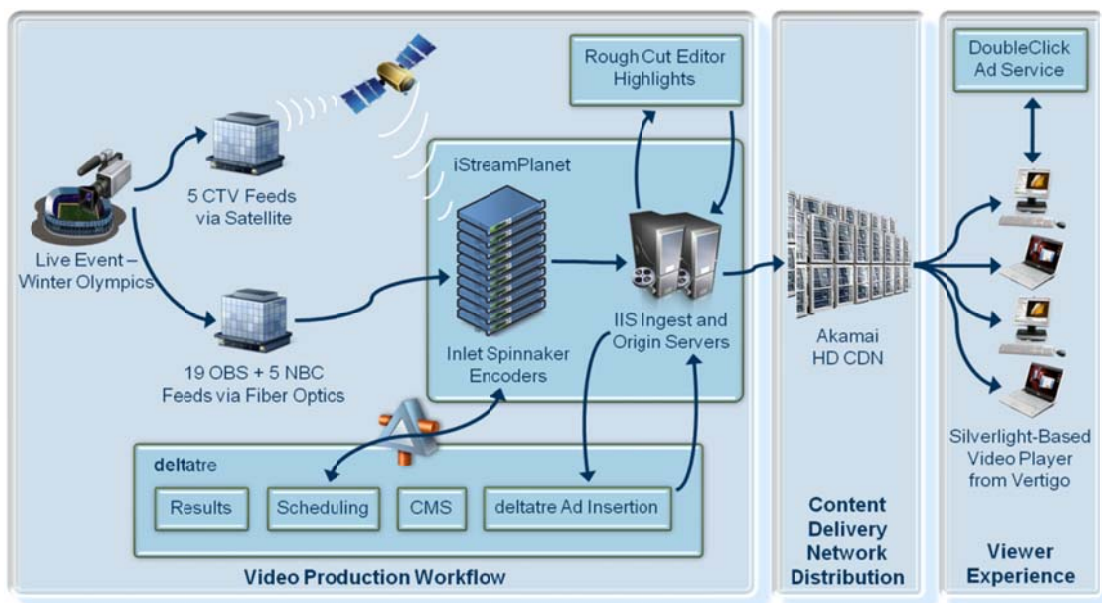 Rough Cut Editor
Highlights
DoubleClick
Ad Service
iStreamPlanet
5 CTV Feeds
via Satellite
Live Event –
Winter Olympics
19 OBS + 5 NBC
Feeds via Fiber Optics
Inlet Spinnaker
Encoders
IIS Ingest and
Origin Servers
Akamai
HD CDN
Silverlight-Based
Video Player
from Vertigo
deltatre
Results
Scheduling
CMS
deltatre Ad Insertion
Video Production Workflow
Content
Delivery
Network
Distribution
Viewer
Experience